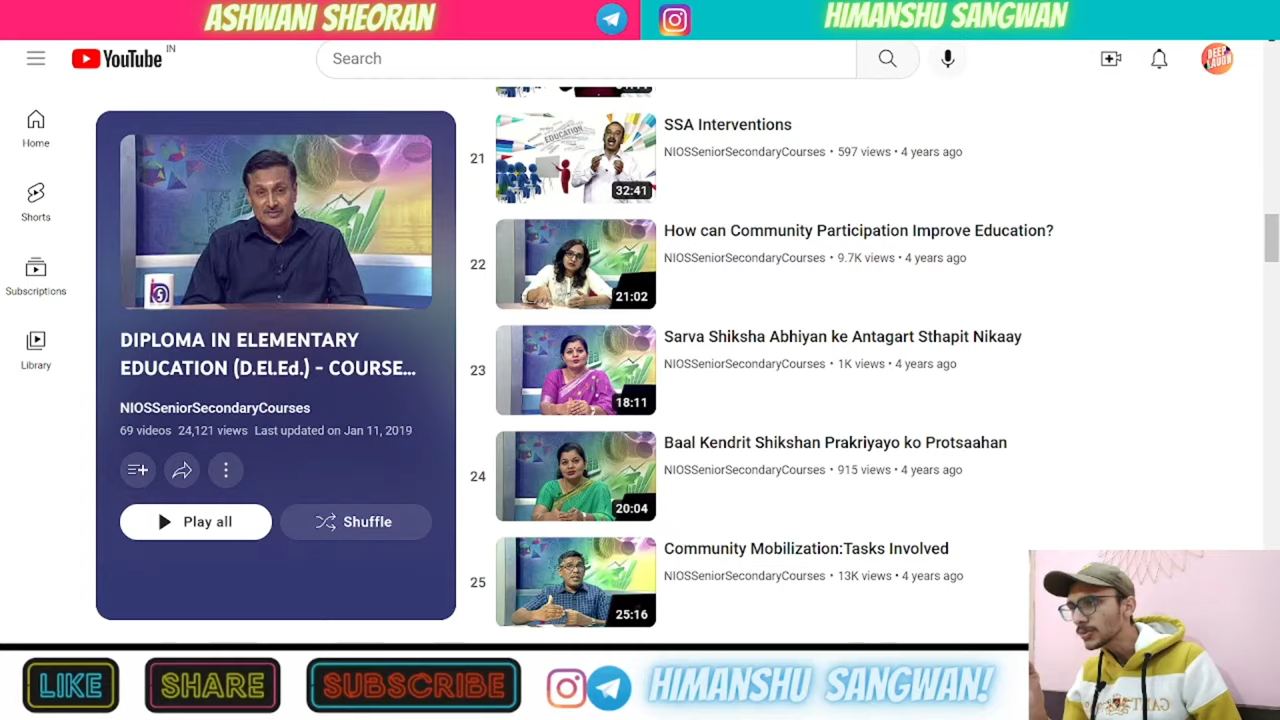 ASHWANI SHEORAN
HIMANSHU SANGWAN
YouTube IN
Search
Home
Shorts
Subscriptions
Library
DIPLOMA IN ELEMENTARY
EDUCATION (D.El.Ed.) - COURSE...
NIOSSeniorSecondaryCourses
69 videos 24,121 views Last updated on Jan 11, 2019
Play all
Shuffle
21
EDUCATION
32:41
SSA Interventions
NIOSSeniorSecondaryCourses • 597 views • 4 years ago
22
21:02
How can Community Participation Improve Education?
NIOSSeniorSecondaryCourses • 9.7K views • 4 years ago
23
18:11
Sarva Shiksha Abhiyan ke Antagart Sthapit Nikaay
NIOSSeniorSecondaryCourses • 1K views • 4 years ago
24
20:04
Baal Kendrit Shikshan Prakriyayo ko Protsaahan
NIOSSeniorSecondaryCourses • 915 views • 4 years ago
25
25:16
Community Mobilization:Tasks Involved
NIOSSeniorSecondaryCourses • 13K views • 4 years ago
LIKE
SHARE
SUBSCRIBE
HIMANSHU SANGWAN!